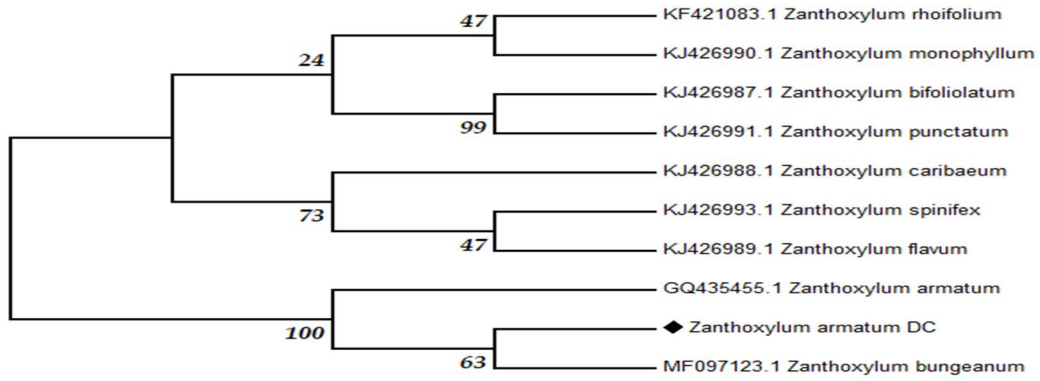 47
KF421083.1 Zanthoxylum rhoifolium
KJ426990.1 Zanthoxylum monophyllum
24
KJ426987.1 Zanthoxylum bifoliolatum
99
KJ426991.1 Zanthoxylum punctatum
KJ426988.1 Zanthoxylum caribaeum
73
KJ426993.1 Zanthoxylum spinifex
47
KJ426989.1 Zanthoxylum flavum
GQ435455.1 Zanthoxylum armatum
100
Zanthoxylum armatum DC
63
MF097123.1 Zanthoxylum bungeanum